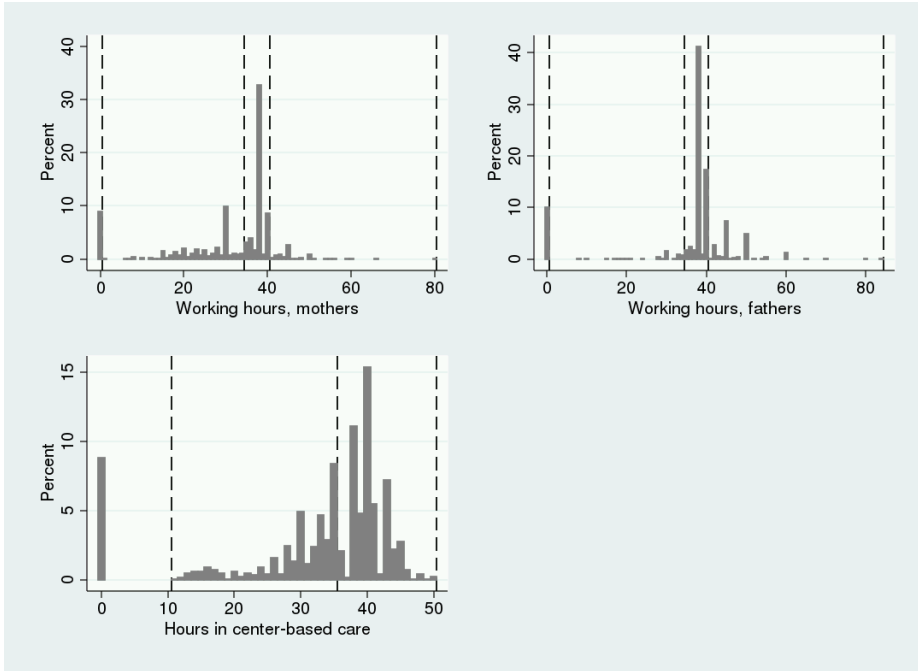 Percent
0 10 20 30 40
0 20 40 60 80
Working hours, mothers
Percent
0 10 20 30 40
0 20 40 60 80
Working hours, fathers
Percent
0 5 10 15
0 10 20 30 40 50
Hours in center-based care